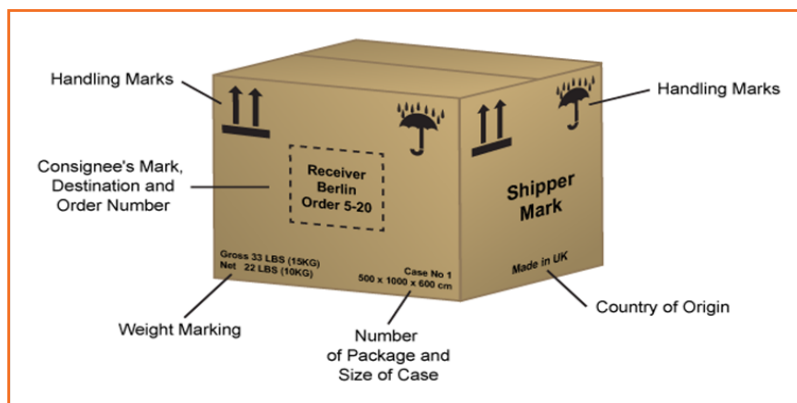 Handling Marks
Handling Marks
Consignee's Mark,
Destination and
Order Number
Receiver
Berlin
Order 5-20
Shipper
Mark
Gross 33 LBS (15KG)
Net 22 LBS (10KG)
Case No 1
500 x 1000 x 600 cm
Made in UK
Weight Marking
Number
of Package and
Size of Case
Country of Origin